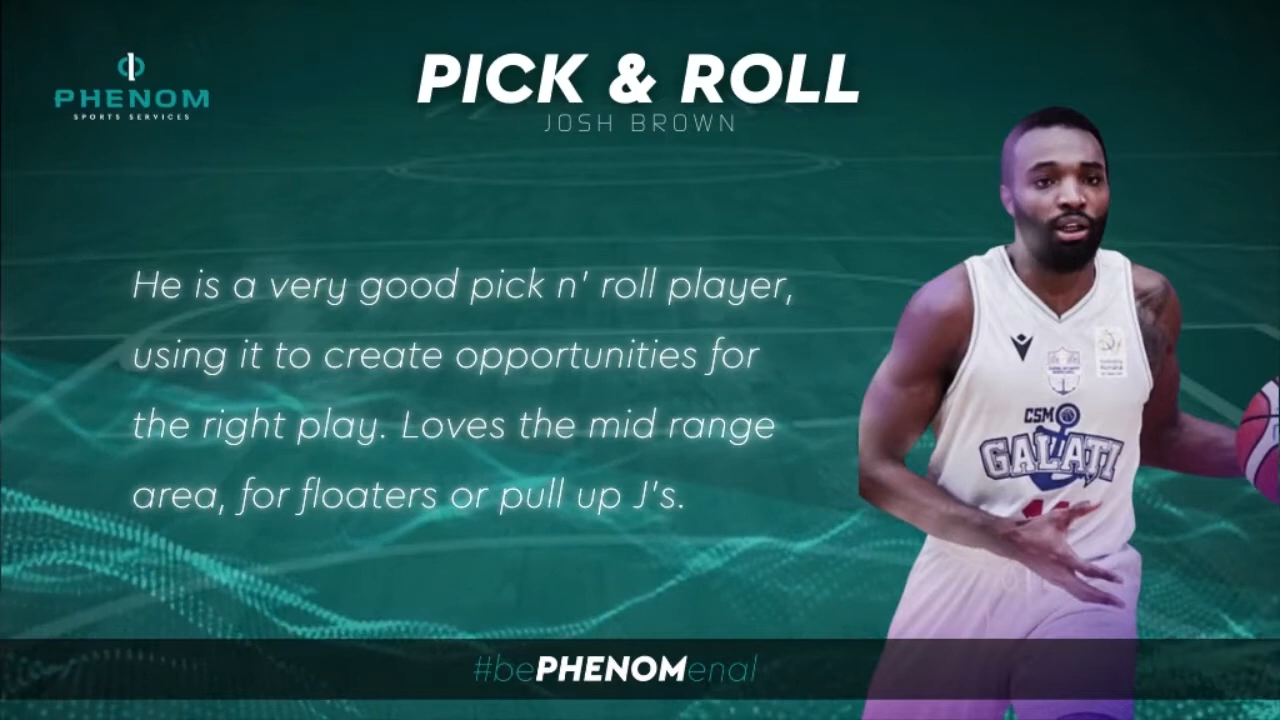 PHENOM
SPORTS SERVICES
PICK & ROLL
JOSH BROWN
He is a very good pick n' roll player,
using it to create opportunities for
the right play. Loves the mid range
area, for floaters or pull up J's.
CSM
GALATI
#bePHENOMenal